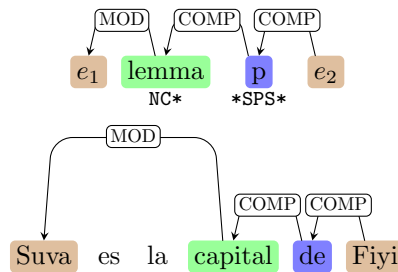 MOD COMP COMP
e1 lemma p e2
NC* *SPS*
MOD
COMP COMP
Suva es la capital de Fiyi